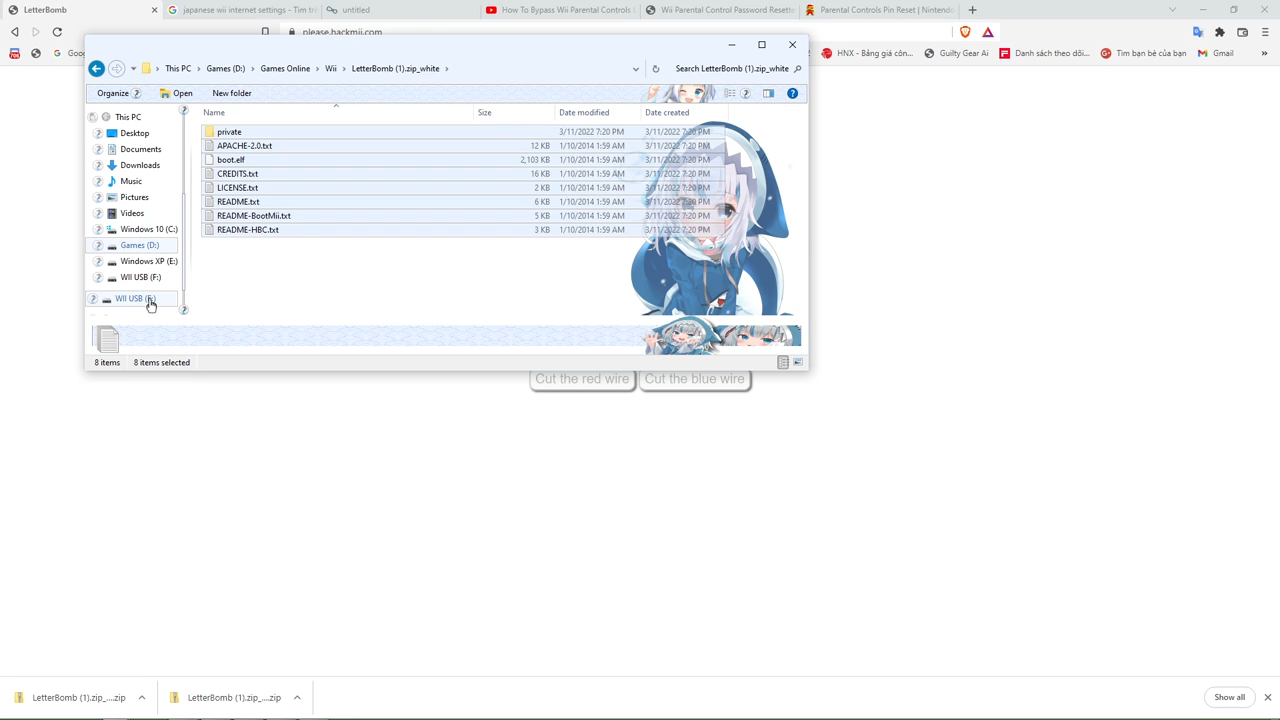 LetterBomb
japanese wii internet settings - Tìm tr
untitled
How To Bypass Wii Parental Controls
Wii Parental Control Password Resette
Parental Controls Pin Reset | Nintendo
please.hackmii.com
HNX - Bảng giá côn...
Guilty Gear Ai
Danh sách theo dõi...
Tìm bạn bè của bạn
Gmail
This PC
Games (D:)
Wii
LetterBomb (1).zip_white
Search LetterBomb (1).zip_white
Organize
Open
New folder
Name
Size
Date modified
Date created
This PC
Desktop
Documents
Downloads
Music
Pictures
Videos
Windows 10 (C:)
Games (D:)
Windows XP (E:)
WII USB (F:)
WII USB (F:)
private 3/11/2022 7:20 PM 3/11/2022 7:20 PM
APACHE-2.0.txt 12 KB 1/10/2014 1:59 AM 3/11/2022 7:20 PM
boot.elf 2,103 KB 1/10/2014 1:59 AM 3/11/2022 7:20 PM
CREDITS.txt 16 KB 1/10/2014 1:59 AM 3/11/2022 7:20 PM
LICENSE.txt 2 KB 1/10/2014 1:59 AM 3/11/2022 7:20 PM
README.txt 6 KB 1/10/2014 1:59 AM 3/11/2022 7:20 PM
README-BootMii.txt 5 KB 1/10/2014 1:59 AM 3/11/2022 7:20 PM
README-HBC.txt 3 KB 1/10/2014 1:59 AM 3/11/2022 7:20 PM
8 items 8 items selected
Cut the red wire
Cut the blue wire
LetterBomb (1).zip_....zip
LetterBomb (1).zip_....zip
Show all